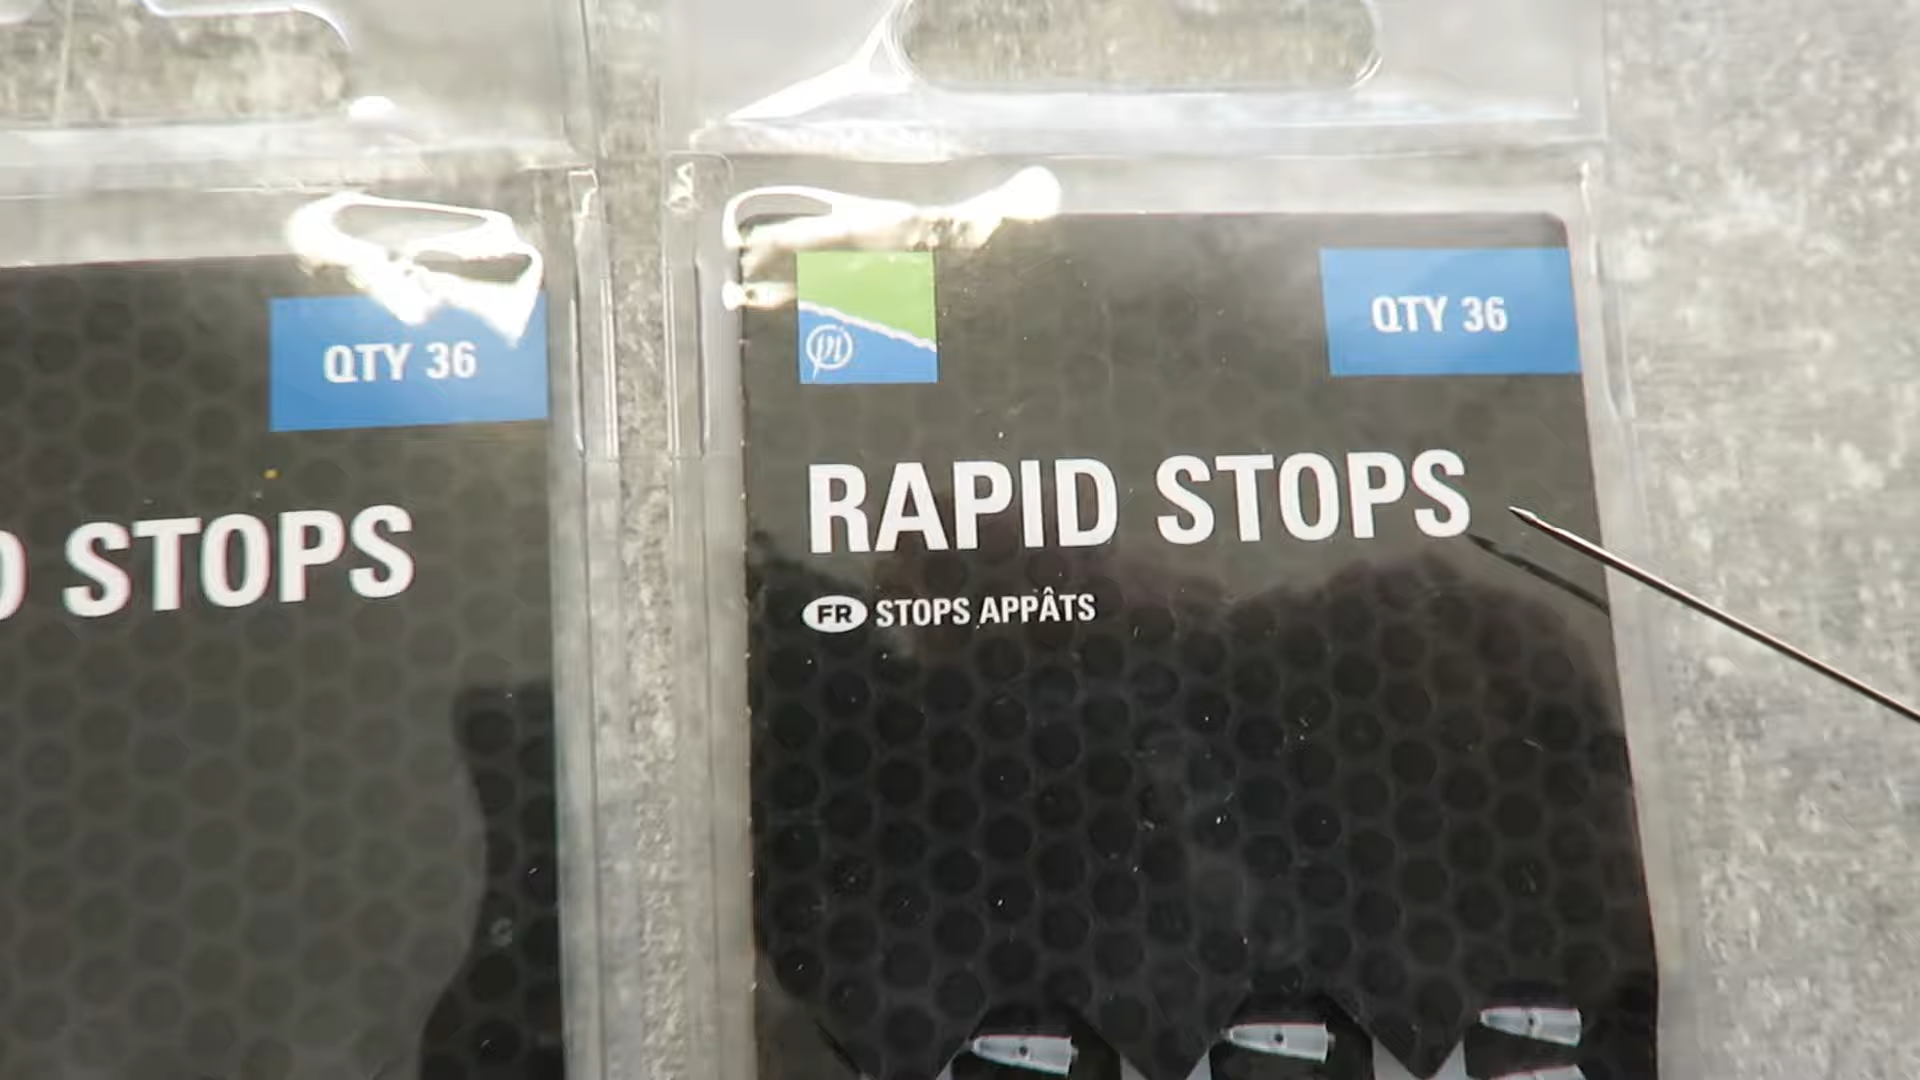 QTY 36
STOPS
QTY 36
RAPID STOPS
FR STOPS APPÂTS